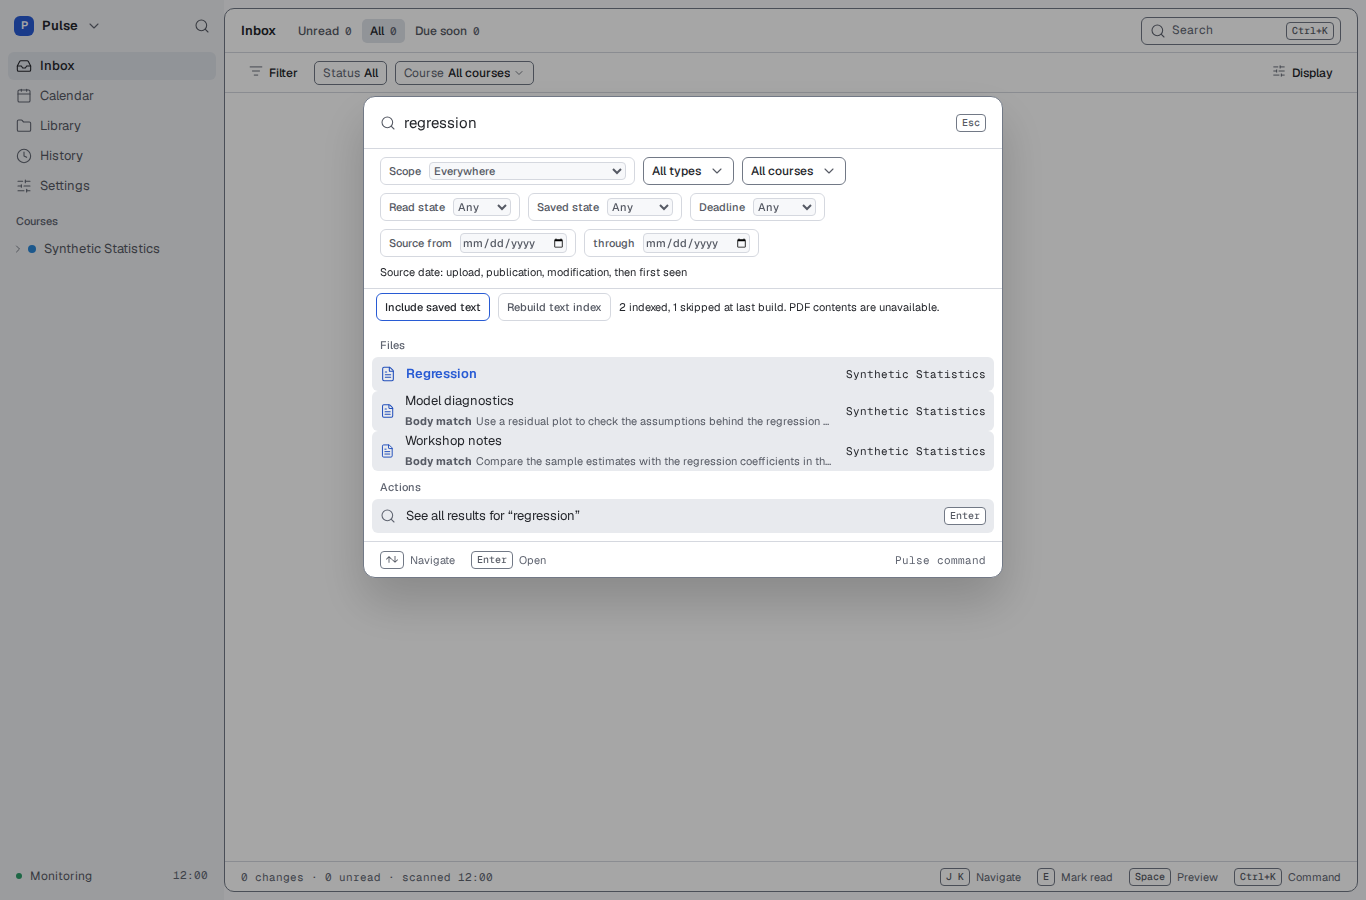 P Pulse
Inbox
Calendar
Library
History
Settings
Courses
Synthetic Statistics
Monitoring 12:00
Inbox Unread 0 All 0 Due soon 0
Search Ctrl+K
Filter Status All Course All courses
Display
regression Esc
Scope Everywhere All types All courses
Read state Any Saved state Any Deadline Any
Source from mm/dd/yyyy through mm/dd/yyyy
Source date: upload, publication, modification, then first seen
Include saved text Rebuild text index 2 indexed, 1 skipped at last build. PDF contents are unavailable.
Files
Regression Synthetic Statistics
Model diagnostics
Body match Use a residual plot to check the assumptions behind the regression …
Synthetic Statistics
Workshop notes
Body match Compare the sample estimates with the regression coefficients in th…
Synthetic Statistics
Actions
See all results for “regression” Enter
↑↓ Navigate Enter Open Pulse command
0 changes · 0 unread · scanned 12:00
J K Navigate E Mark read Space Preview Ctrl+K Command